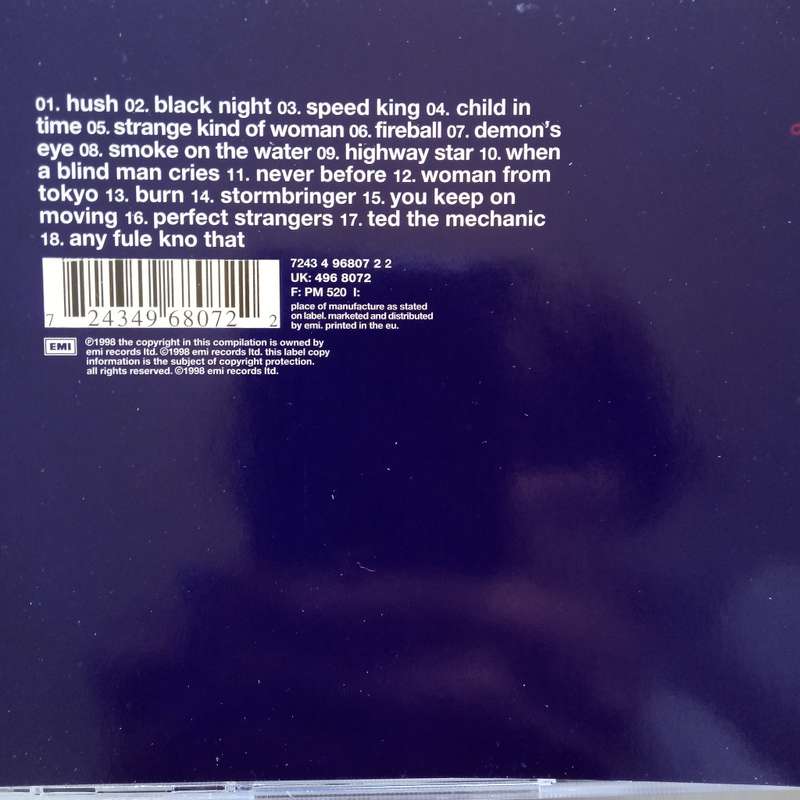 01. hush 02. black night 03. speed king 04. child in
time 05. strange kind of woman 06. fireball 07. demon's
eye 08. smoke on the water 09. highway star 10. when
a blind man cries 11. never before 12. woman from
tokyo 13. burn 14. stormbringer 15. you keep on
moving 16. perfect strangers 17. ted the mechanic
18. any fule kno that
7243 4 96807 2 2
UK: 496 8072
F: PM 520 I:
place of manufacture as stated
on label. marketed and distributed
by emi. printed in the eu.
7 24349 68072 2
EMI
℗1998 the copyright in this compilation is owned by
emi records ltd. ©1998 emi records ltd. this label copy
information is the subject of copyright protection.
all rights reserved. ©1998 emi records ltd.